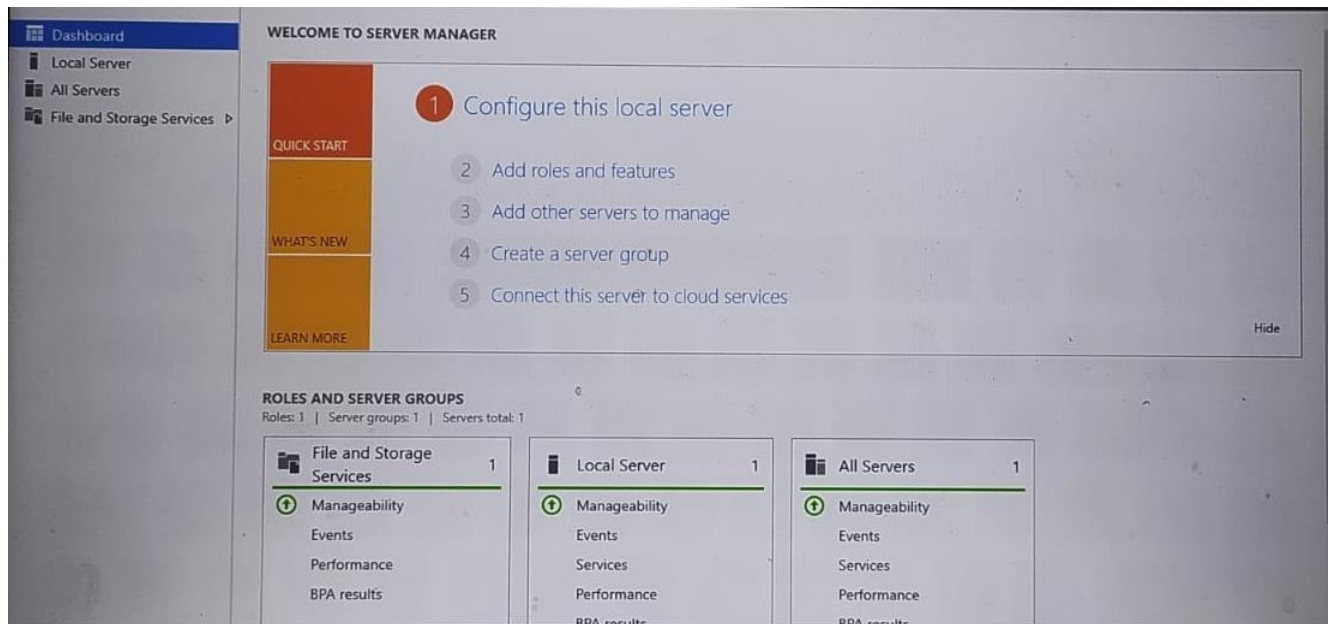 Dashboard
Local Server
All Servers
File and Storage Services
WELCOME TO SERVER MANAGER
QUICK START
WHAT'S NEW
LEARN MORE
1 Configure this local server
2 Add roles and features
3 Add other servers to manage
4 Create a server group
5 Connect this server to cloud services
Hide
ROLES AND SERVER GROUPS
Roles: 1 | Server groups: 1 | Servers total: 1
File and Storage
Services 1
Manageability
Events
Performance
BPA results
Local Server 1
Manageability
Events
Services
Performance
BPA results
All Servers 1
Manageability
Events
Services
Performance
BPA results